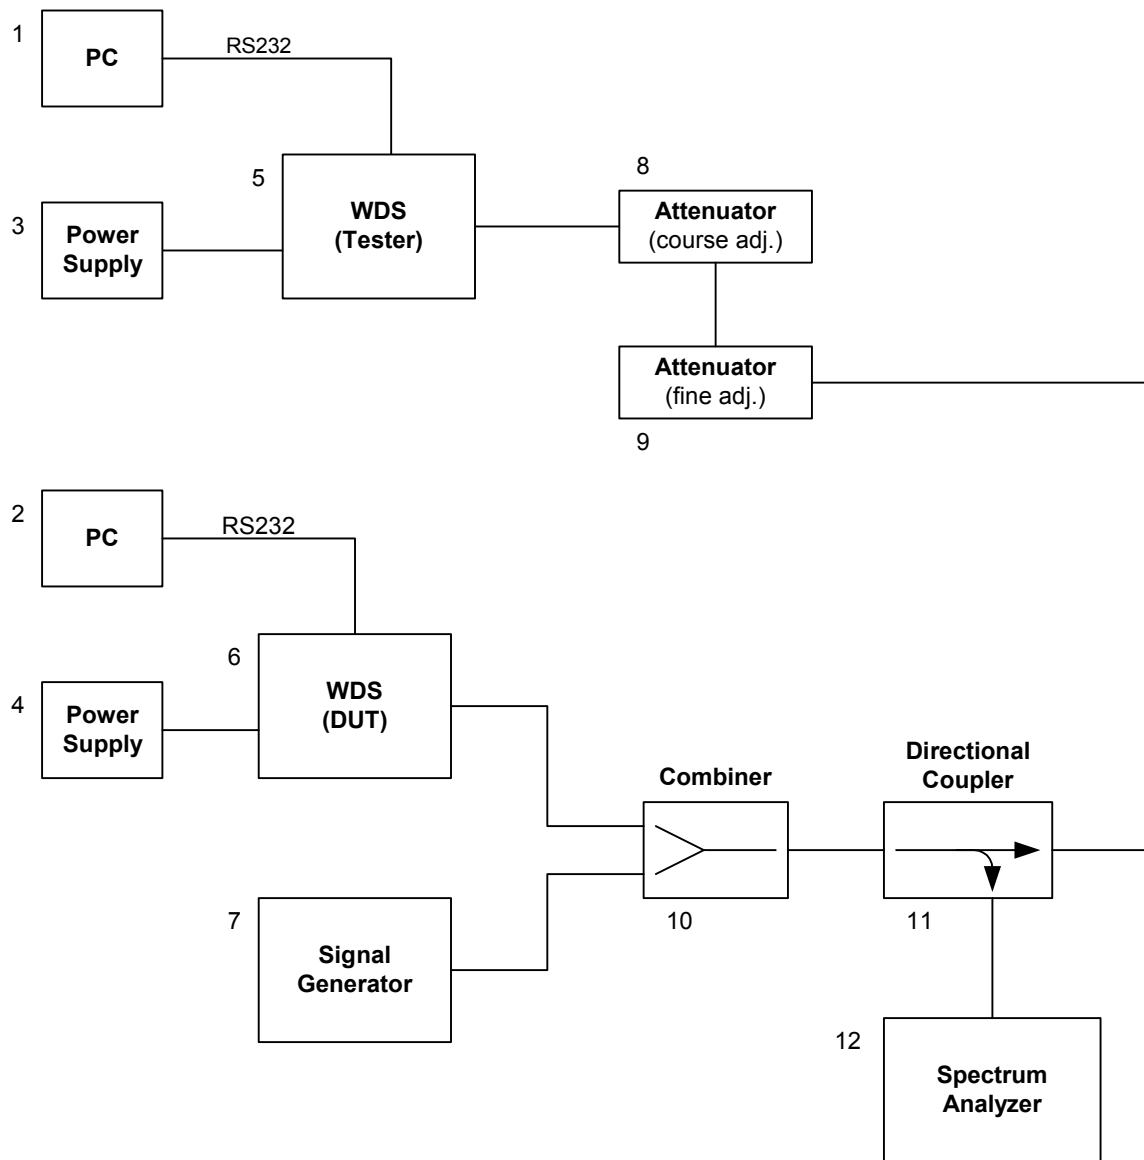 1
PC
RS232
3
Power
Supply
5
WDS
(Tester)
8
Attenuator
(course adj.)
Attenuator
(fine adj.)
9
2
PC
RS232
4
Power
Supply
6
WDS
(DUT)
7
Signal
Generator
Combiner
10
Directional
Coupler
11
12
Spectrum
Analyzer